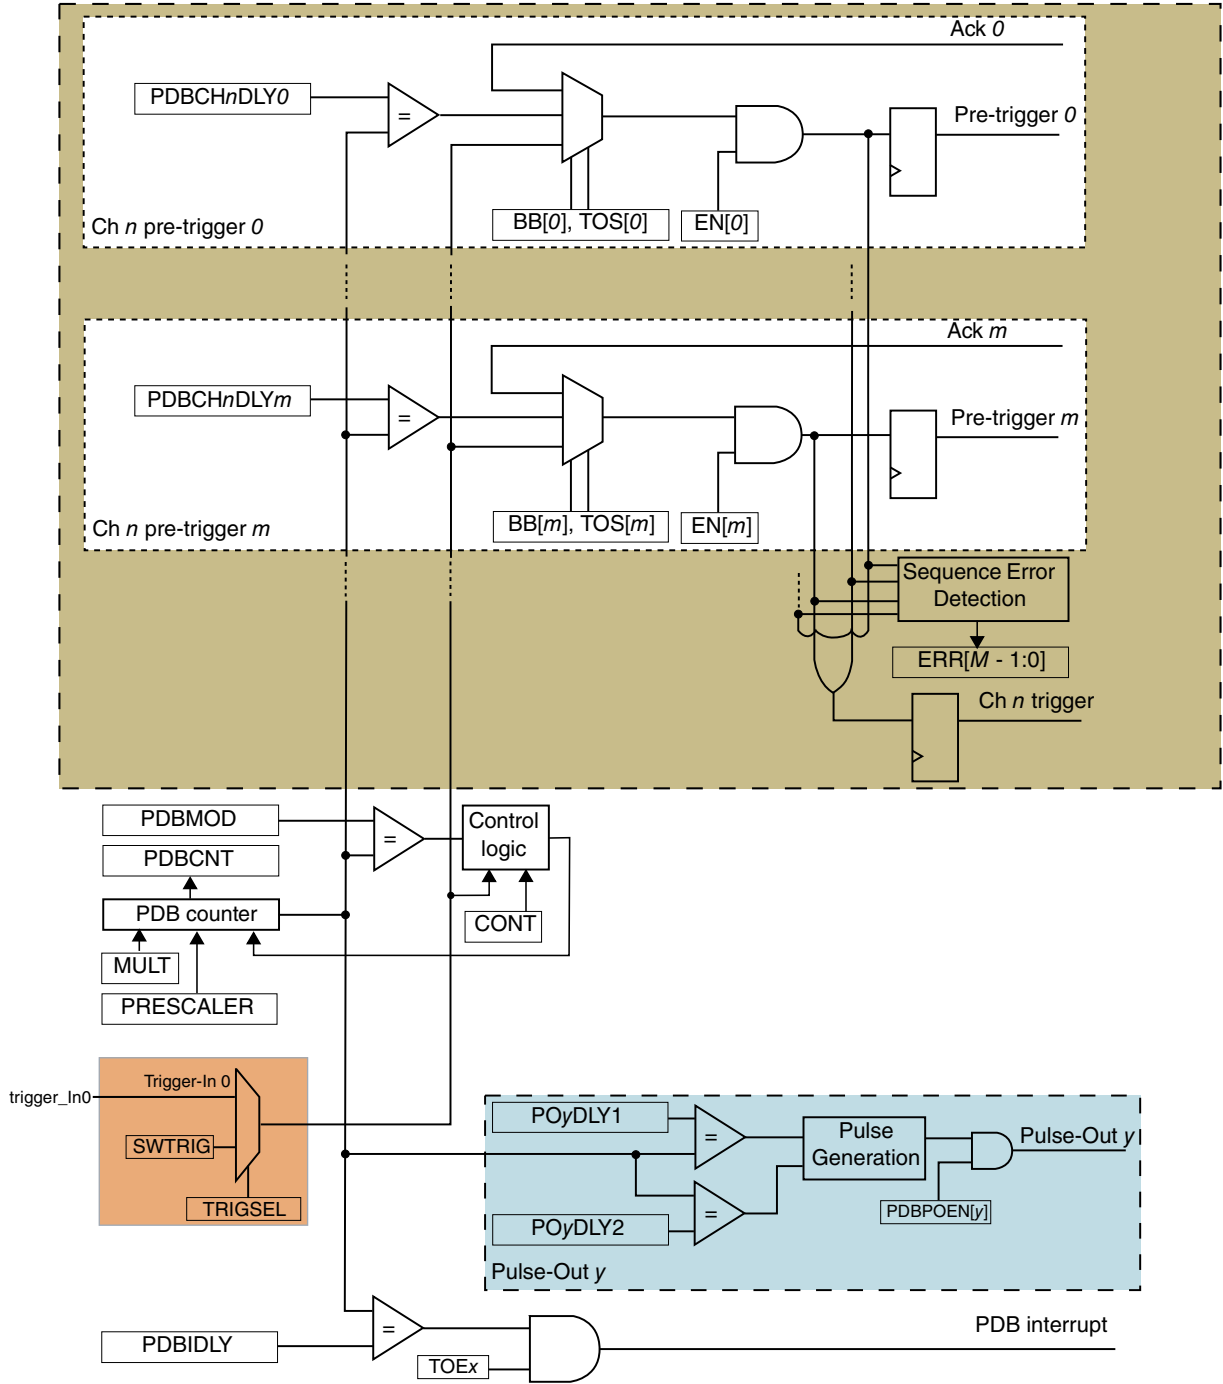 Ack 0
PDBCHnDLY0
=
Pre-trigger 0
BB[0], TOS[0]
EN[0]
Ch n pre-trigger 0
Ack m
PDBCHnDLYm
=
Pre-trigger m
BB[m], TOS[m]
EN[m]
Ch n pre-trigger m
Sequence Error
Detection
ERR[M - 1:0]
Ch n trigger
PDBMOD
=
Control
logic
PDBCNT
PDB counter
CONT
MULT
PRESCALER
trigger_In0
Trigger-In 0
SWTRIG
TRIGSEL
POyDLY1
=
Pulse
Generation
Pulse-Out y
PDBPOEN[y]
POyDLY2
=
Pulse-Out y
PDBIDLY
=
TOEx
PDB interrupt